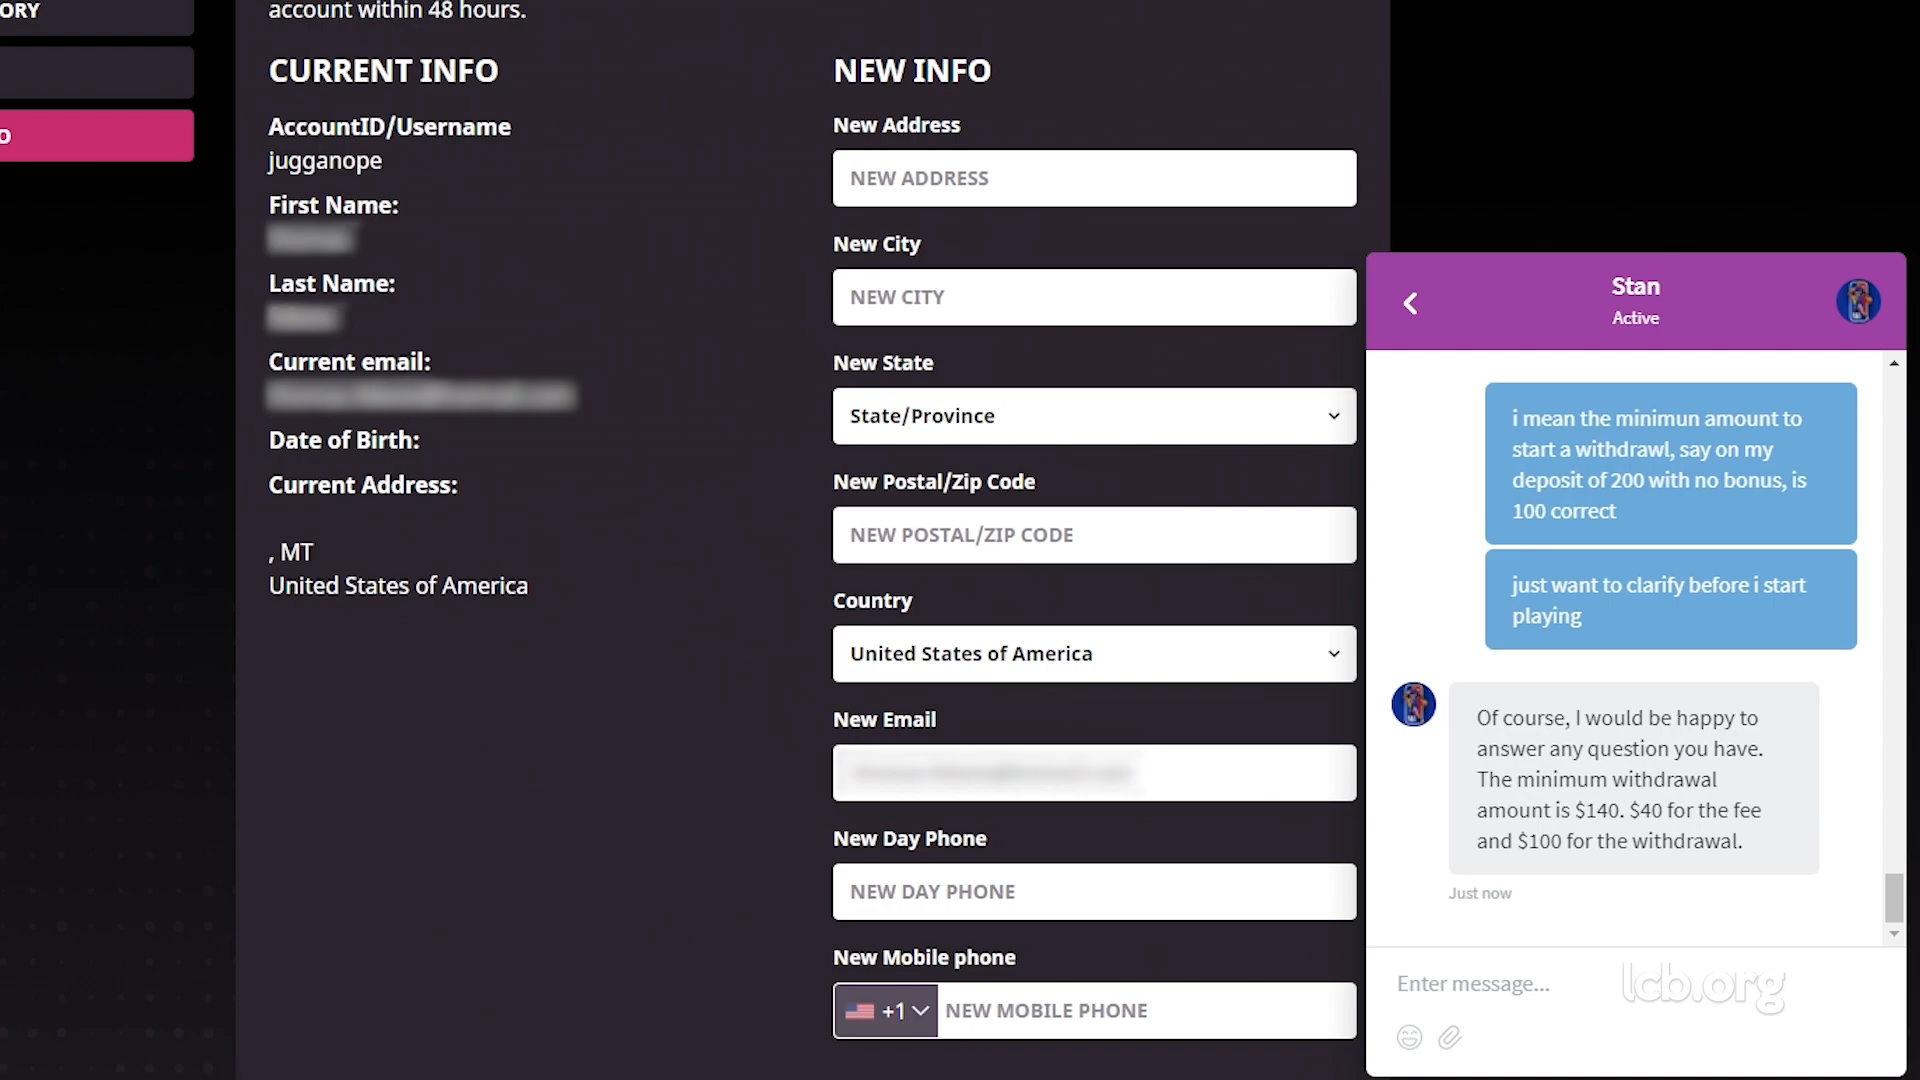 ORY
O
account within 48 hours.
CURRENT INFO
AccountID/Username
jugganope
First Name:
Last Name:
Current email:
Date of Birth:
Current Address:
, MT
United States of America
NEW INFO
New Address
NEW ADDRESS
New City
NEW CITY
New State
State/Province
New Postal/Zip Code
NEW POSTAL/ZIP CODE
Country
United States of America
New Email
New Day Phone
NEW DAY PHONE
New Mobile phone
+1 NEW MOBILE PHONE
Stan
Active
i mean the minimun amount to
start a withdrawl, say on my
deposit of 200 with no bonus, is
100 correct
just want to clarify before i start
playing
Of course, I would be happy to
answer any question you have.
The minimum withdrawal
amount is $140. $40 for the fee
and $100 for the withdrawal.
Just now
Enter message...
lcb.org